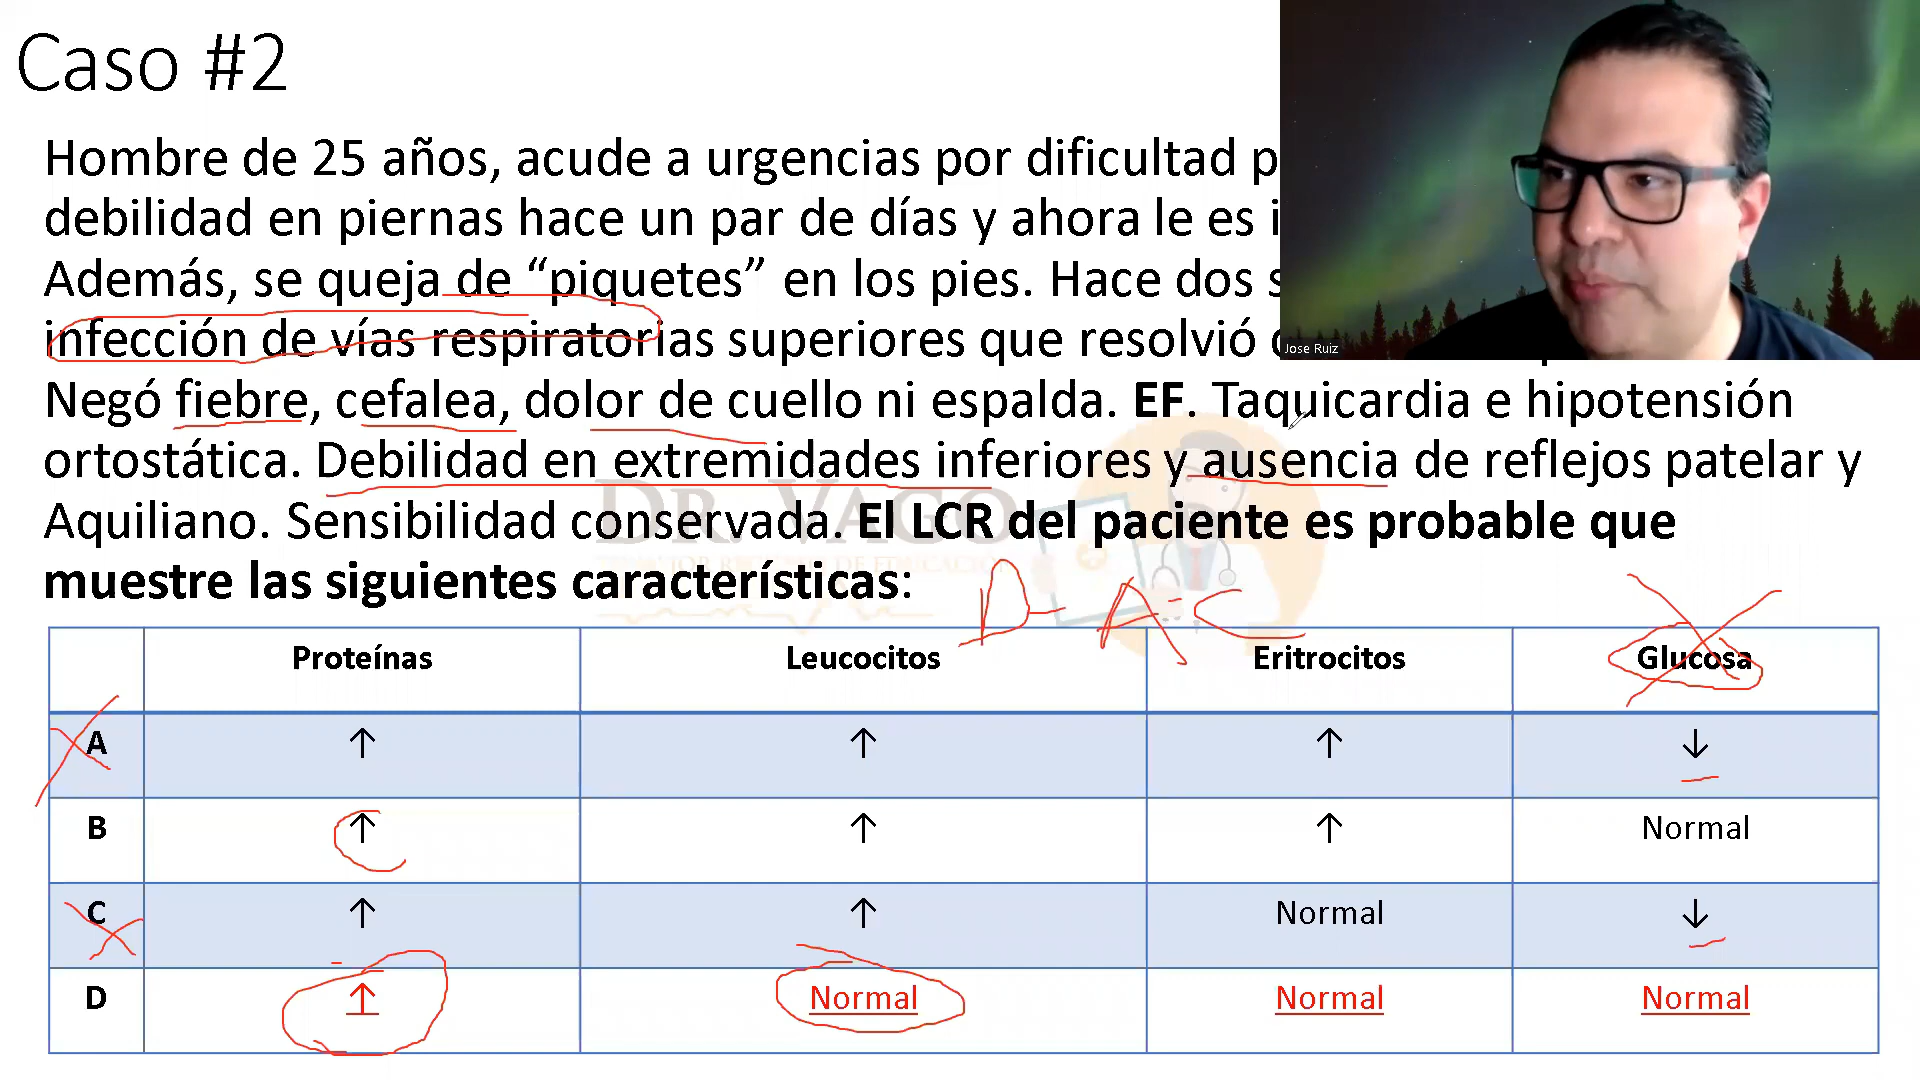 Caso #2
Hombre de 25 años, acude a urgencias por dificultad p
debilidad en piernas hace un par de días y ahora le es i
Además, se queja de “piquetes” en los pies. Hace dos s
infección de vías respiratorias superiores que resolvió
Jose Ruiz
Negó fiebre, cefalea, dolor de cuello ni espalda. EF. Taquicardia e hipotensión
ortostática. Debilidad en extremidades inferiores y ausencia de reflejos patelar y
Aquiliano. Sensibilidad conservada. El LCR del paciente es probable que
DR. VAGO
muestre las siguientes características:
D- A-C
Proteínas Leucocitos Eritrocitos Glucosa
A ↑ ↑ ↑ ↓
B ↑ ↑ ↑ Normal
C ↑ ↑ Normal ↓
D ↑ Normal Normal Normal